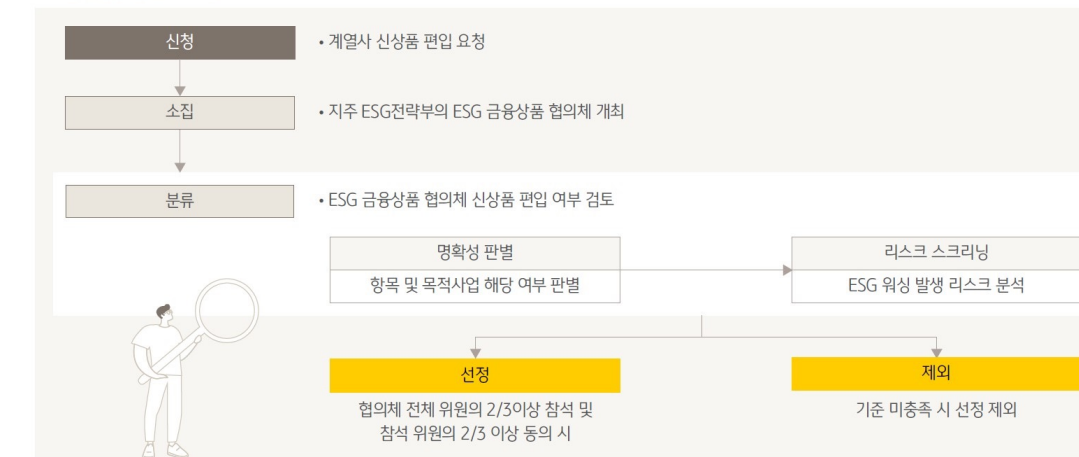 신청
• 계열사 신상품 편입 요청
소집
• 지주 ESG전략부의 ESG 금융상품 협의체 개최
분류
• ESG 금융상품 협의체 신상품 편입 여부 검토
명확성 판별
항목 및 목적사업 해당 여부 판별
리스크 스크리닝
ESG 워싱 발생 리스크 분석
선정
협의체 전체 위원의 2/3이상 참석 및
참석 위원의 2/3 이상 동의 시
제외
기준 미충족 시 선정 제외